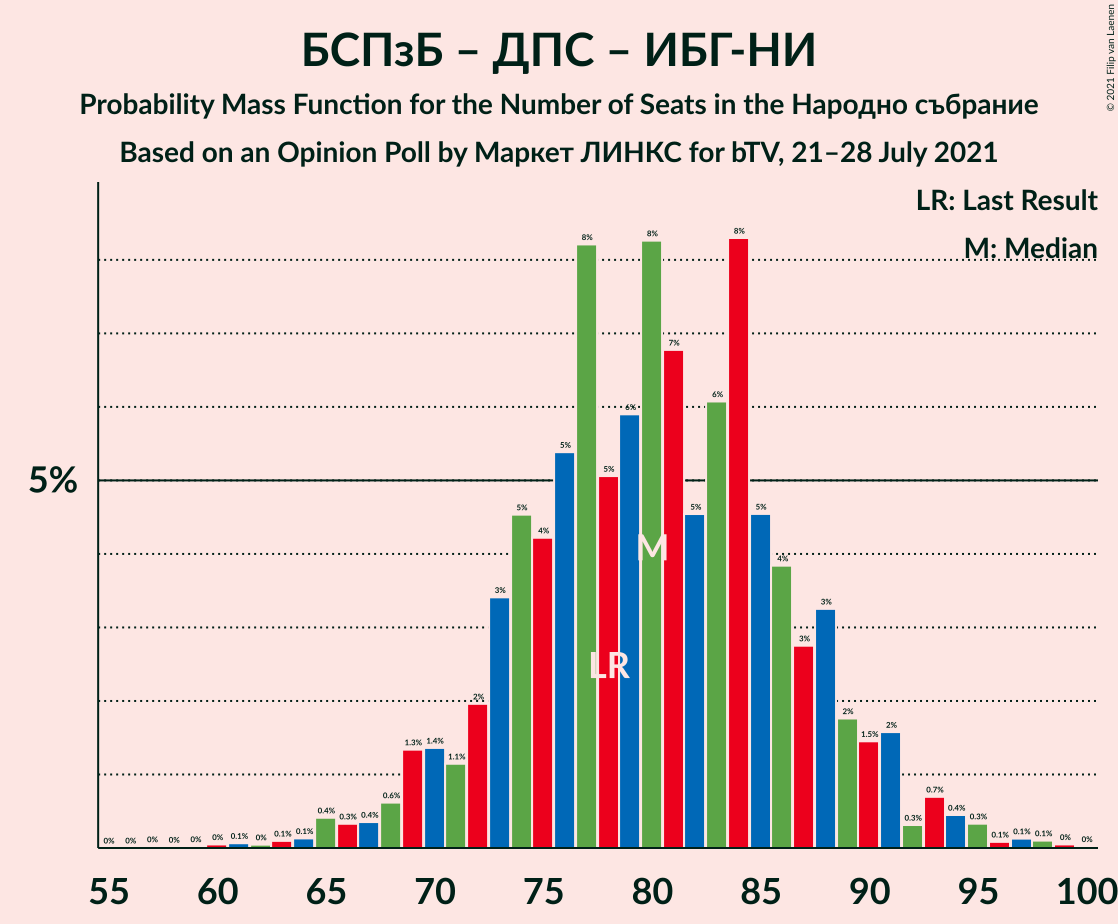 БСПзБ – ДПС – ИБГ-НИ
Probability Mass Function for the Number of Seats in the Народно събрание
Based on an Opinion Poll by Маркет ЛИНКС for bTV, 21–28 July 2021
© 2021 Filip van Laenen
LR: Last Result
M: Median
5%
0% 0% 0% 0% 0% 0% 0.1% 0% 0.1% 0.1% 0.4% 0.3% 0.4% 0.6% 1.3% 1.4% 1.1% 2% 3% 5% 4% 5% 8% 5% 6% 8% 7% 5% 6% 8% 5% 4% 3% 3% 2% 1.5% 2% 0.3% 0.7% 0.4% 0.3% 0.1% 0.1% 0.1% 0% 0%
M
LR
55 60 65 70 75 80 85 90 95 100